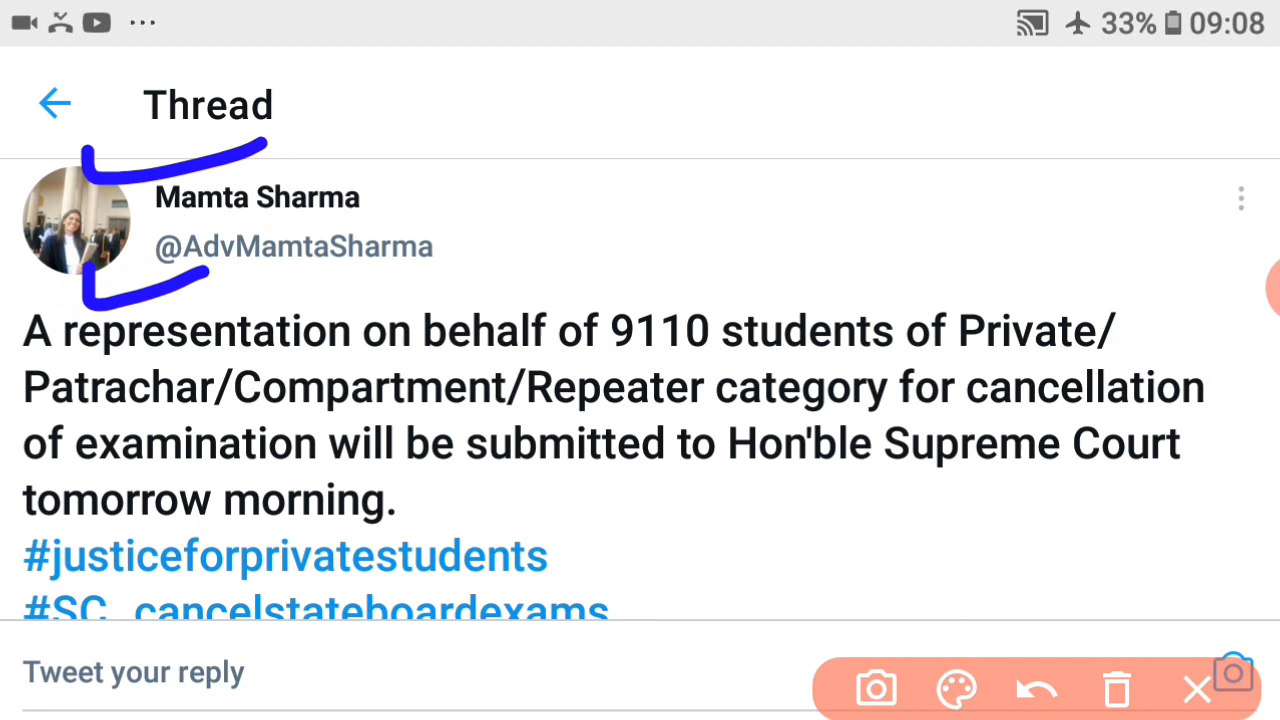 33% 09:08
Thread
Mamta Sharma
@AdvMamtaSharma
A representation on behalf of 9110 students of Private/
Patrachar/Compartment/Repeater category for cancellation
of examination will be submitted to Hon'ble Supreme Court
tomorrow morning.
#justiceforprivatestudents
#SC_cancelstateboardexams
Tweet your reply